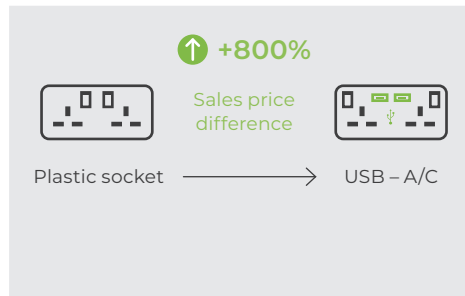 +800%
Sales price
difference
Plastic socket
USB – A/C